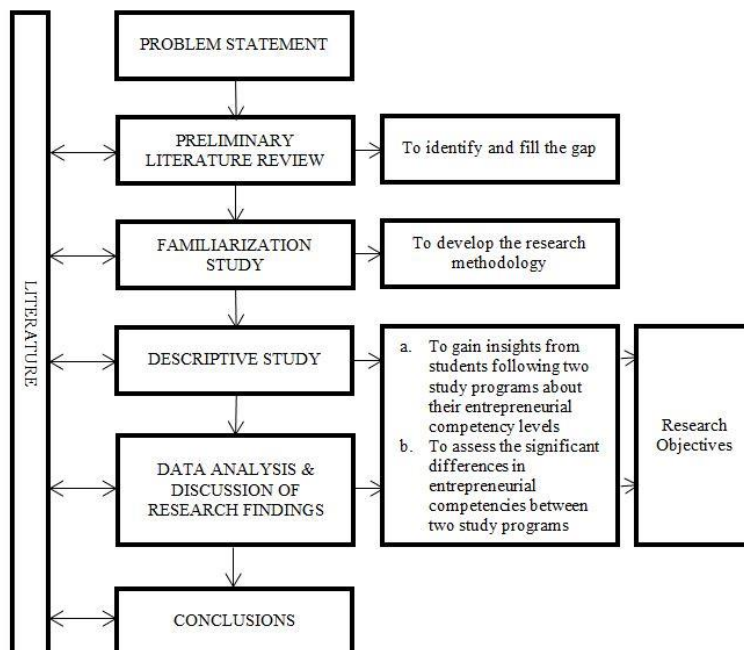 PROBLEM STATEMENT
PRELIMINARY
LITERATURE REVIEW
To identify and fill the gap
FAMILIARIZATION
STUDY
To develop the research
methodology
LITERATURE
DESCRIPTIVE STUDY
a. To gain insights from
students following two
study programs about
their entrepreneurial
competency levels
b. To assess the significant
differences in
entrepreneurial
competencies between
two study programs
Research
Objectives
DATA ANALYSIS &
DISCUSSION OF
RESEARCH FINDINGS
CONCLUSIONS